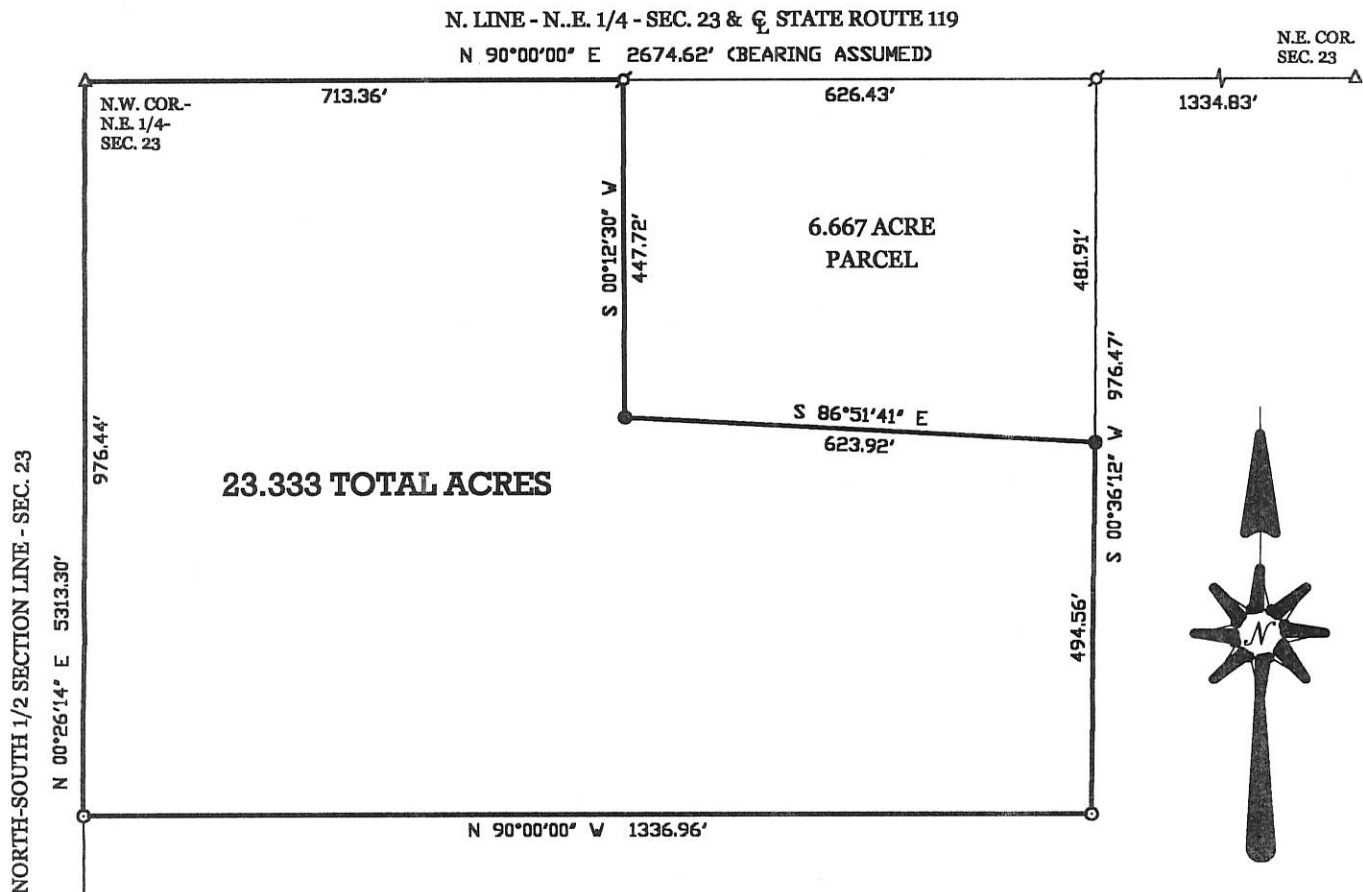 N. LINE - N..E. 1/4 - SEC. 23 & ℄ STATE ROUTE 119
N 90°00'00" E 2674.62' (BEARING ASSUMED)
N.E. COR.
SEC. 23
713.36'
626.43'
1334.83'
N.W. COR.-
N.E. 1/4-
SEC. 23
S 00°12'30" W
447.72'
6.667 ACRE
PARCEL
481.91'
S 00°36'12" W 976.47'
S 86°51'41" E
623.92'
976.44'
23.333 TOTAL ACRES
NORTH-SOUTH 1/2 SECTION LINE - SEC. 23
N 00°26'14" E 5313.30'
494.56'
N
N 90°00'00" W 1336.96'